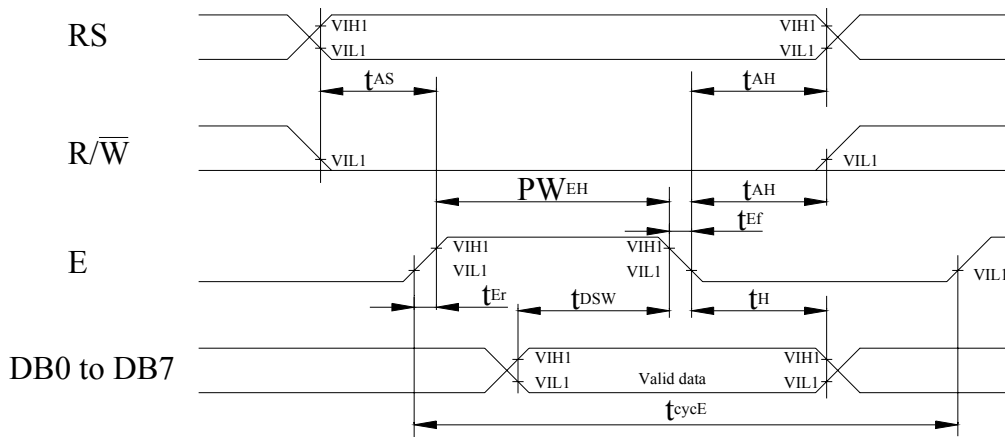 RS
VIH1
VIL1
VIH1
VIL1
tAS
tAH
R/W̅
VIL1
VIL1
PWEH
tAH
tEf
E
VIH1
VIL1
VIH1
VIL1
VIL1
tEr
tDSW
tH
DB0 to DB7
VIH1
VIL1
Valid data
VIH1
VIL1
tcycE